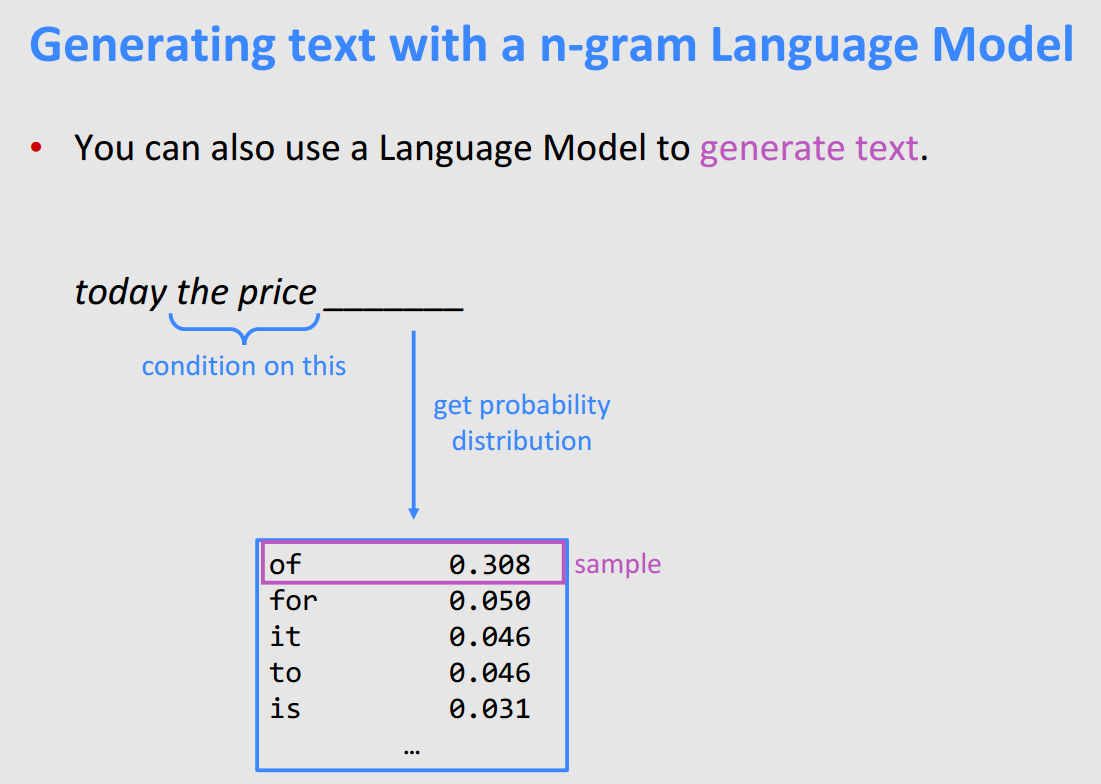 Generating text with a n-gram Language Model
• You can also use a Language Model to generate text.
today the price _______
condition on this
get probability
distribution
of 0.308 sample
for 0.050
it 0.046
to 0.046
is 0.031
…